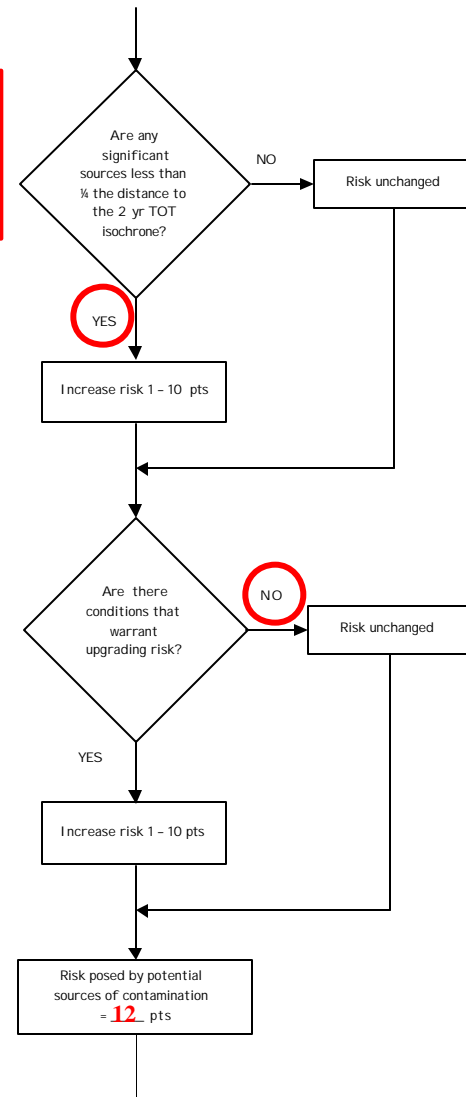 Are any
significant
sources less than
¼ the distance to
the 2 yr TOT
isochrone?
NO
Risk unchanged
YES
Increase risk 1 – 10 pts
Are there
conditions that
warrant
upgrading risk?
NO
Risk unchanged
YES
Increase risk 1 – 10 pts
Risk posed by potential
sources of contamination
= 12 pts